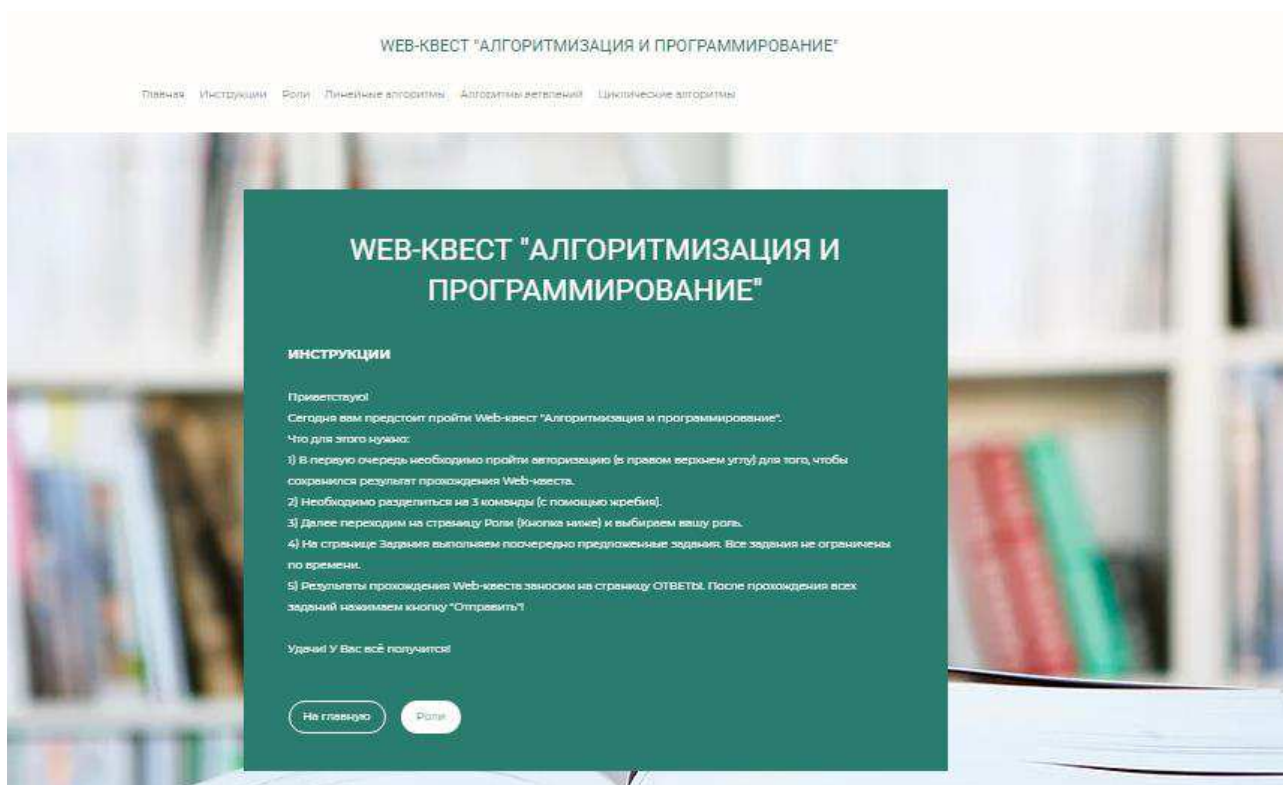 WEB-КВЕСТ "АЛГОРИТМИЗАЦИЯ И ПРОГРАММИРОВАНИЕ"
Главная Инструкции Роли Линейные алгоритмы Алгоритмы ветвлений Циклические алгоритмы
WEB-КВЕСТ "АЛГОРИТМИЗАЦИЯ И
ПРОГРАММИРОВАНИЕ"
ИНСТРУКЦИИ
Приветствую!
Сегодня вам предстоит пройти Web-квест "Алгоритмизация и программирование".
Что для этого нужно:
1) В первую очередь необходимо пройти авторизацию (в правом верхнем углу) для того, чтобы
сохранился результат прохождения Web-квеста.
2) Необходимо разделиться на 3 команды (с помощью жребия).
3) Далее переходим на страницу Роли (Кнопка ниже) и выбираем вашу роль.
4) На странице Задания выполняем поочередно предложенные задания. Все задания не ограничены
по времени.
5) Результаты прохождения Web-квеста заносим на страницу ОТВЕТЫ. После прохождения всех
заданий нажимаем кнопку "Отправить"!
Удачи! У Вас всё получится!
На главную Роли